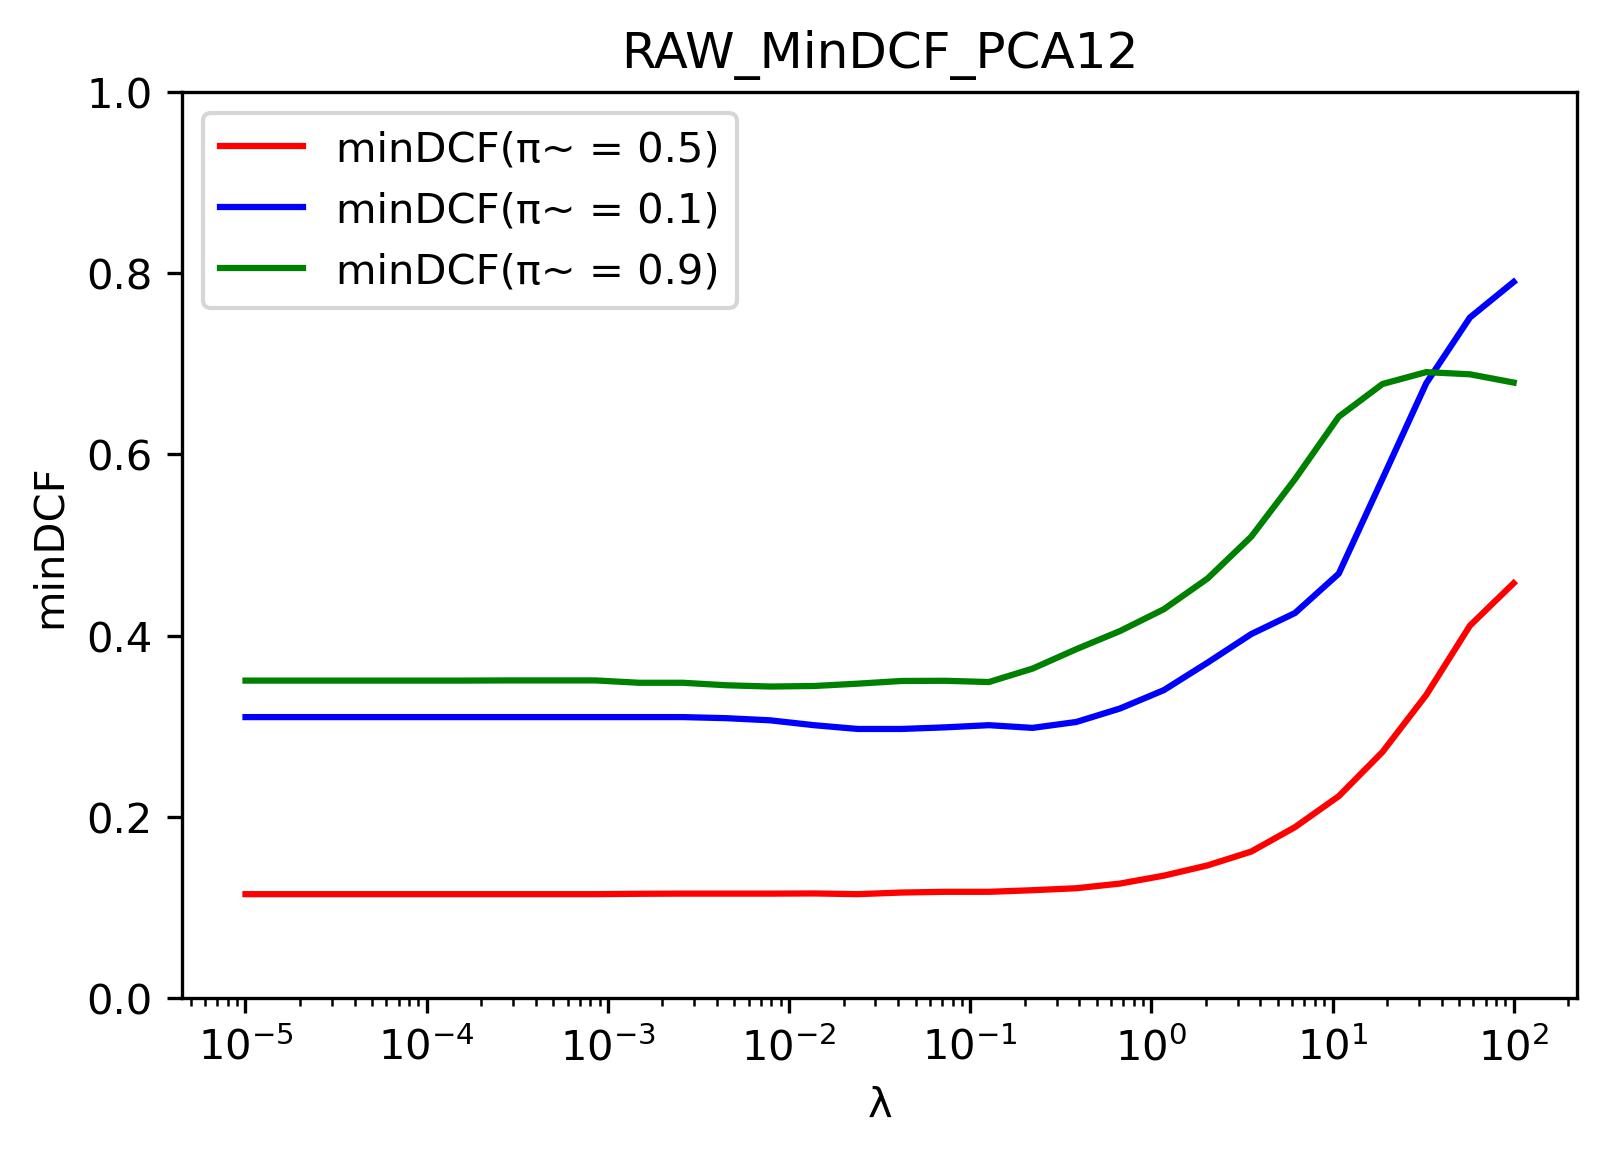 RAW_MinDCF_PCA12
minDCF
1.0
0.8
0.6
0.4
0.2
0.0
minDCF(π~ = 0.5)
minDCF(π~ = 0.1)
minDCF(π~ = 0.9)
10⁻⁵ 10⁻⁴ 10⁻³ 10⁻² 10⁻¹ 10⁰ 10¹ 10²
λ